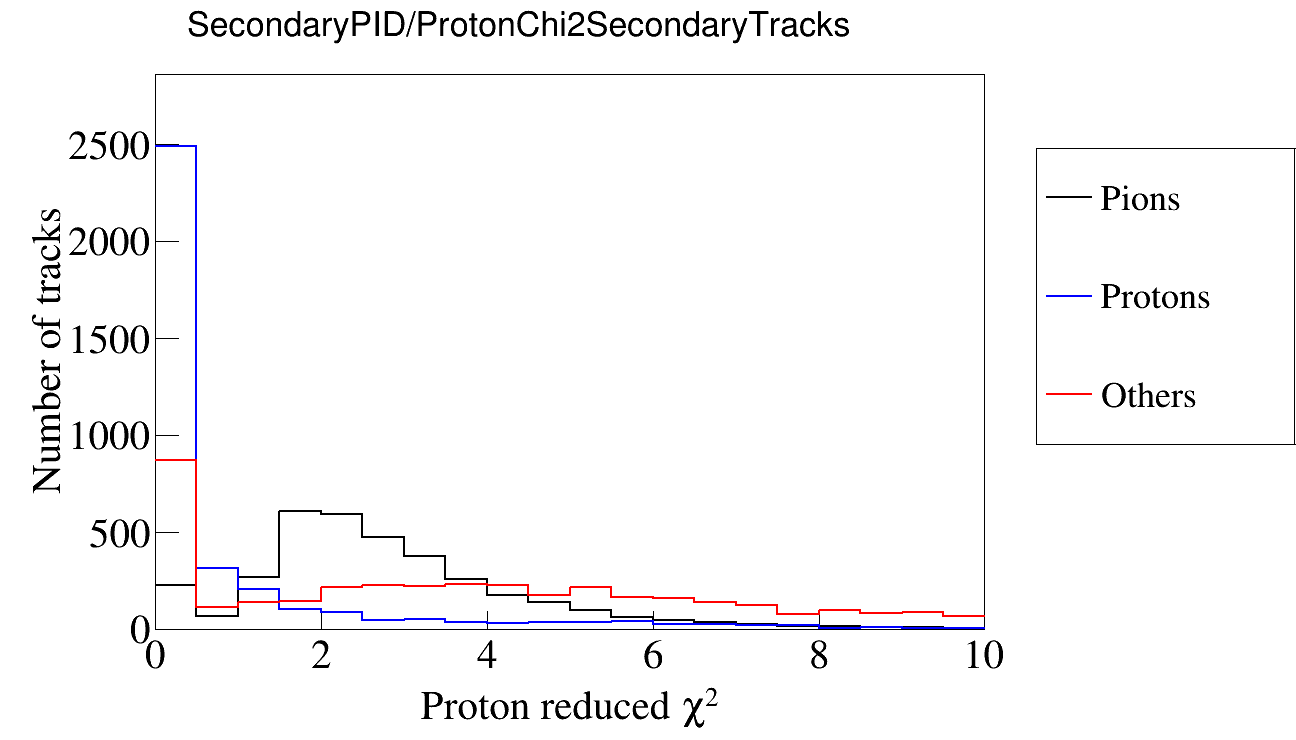 SecondaryPID/ProtonChi2SecondaryTracks
Number of tracks
2500
2000
1500
1000
500
0
0 2 4 6 8 10
Proton reduced χ²
Pions
Protons
Others